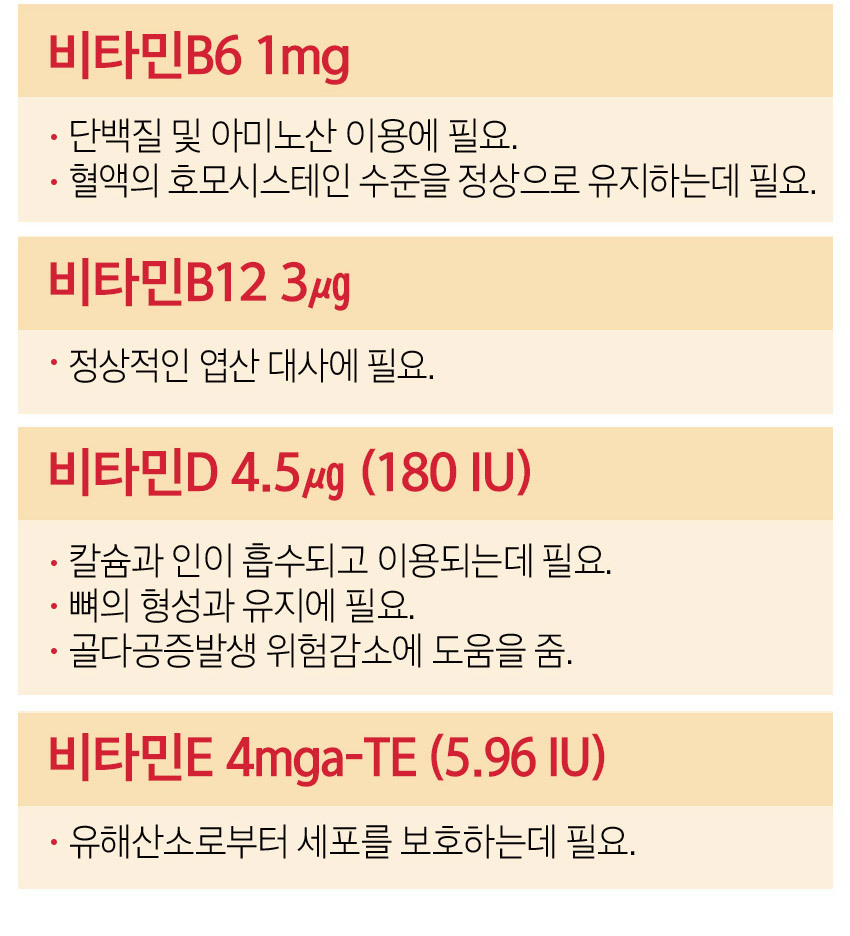 비타민B6 1mg
· 단백질 및 아미노산 이용에 필요.
· 혈액의 호모시스테인 수준을 정상으로 유지하는데 필요.
비타민B12 3㎍
· 정상적인 엽산 대사에 필요.
비타민D 4.5㎍ (180 IU)
· 칼슘과 인이 흡수되고 이용되는데 필요.
· 뼈의 형성과 유지에 필요.
· 골다공증발생 위험감소에 도움을 줌.
비타민E 4mga-TE (5.96 IU)
· 유해산소로부터 세포를 보호하는데 필요.